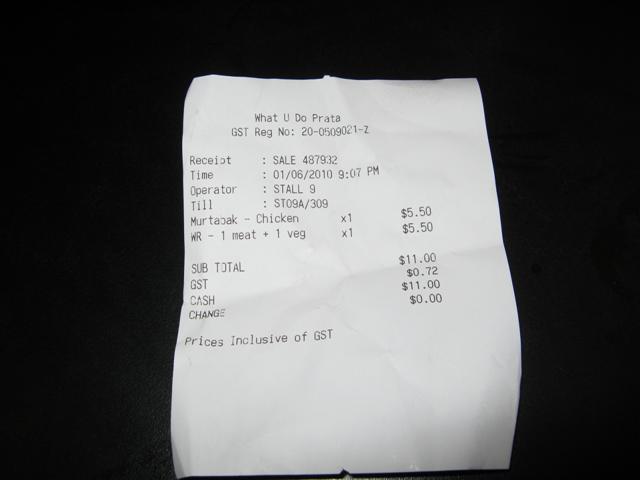 What U Do Prata
GST Reg No: 20-0509021-Z
Receipt : SALE 487932
Time : 01/06/2010 9:07 PM
Operator : STALL 9
Till : ST09A/309
Murtabak - Chicken x1 $5.50
WR - 1 meat + 1 veg x1 $5.50
SUB TOTAL $11.00
GST $0.72
CASH $11.00
CHANGE $0.00
Prices Inclusive of GST